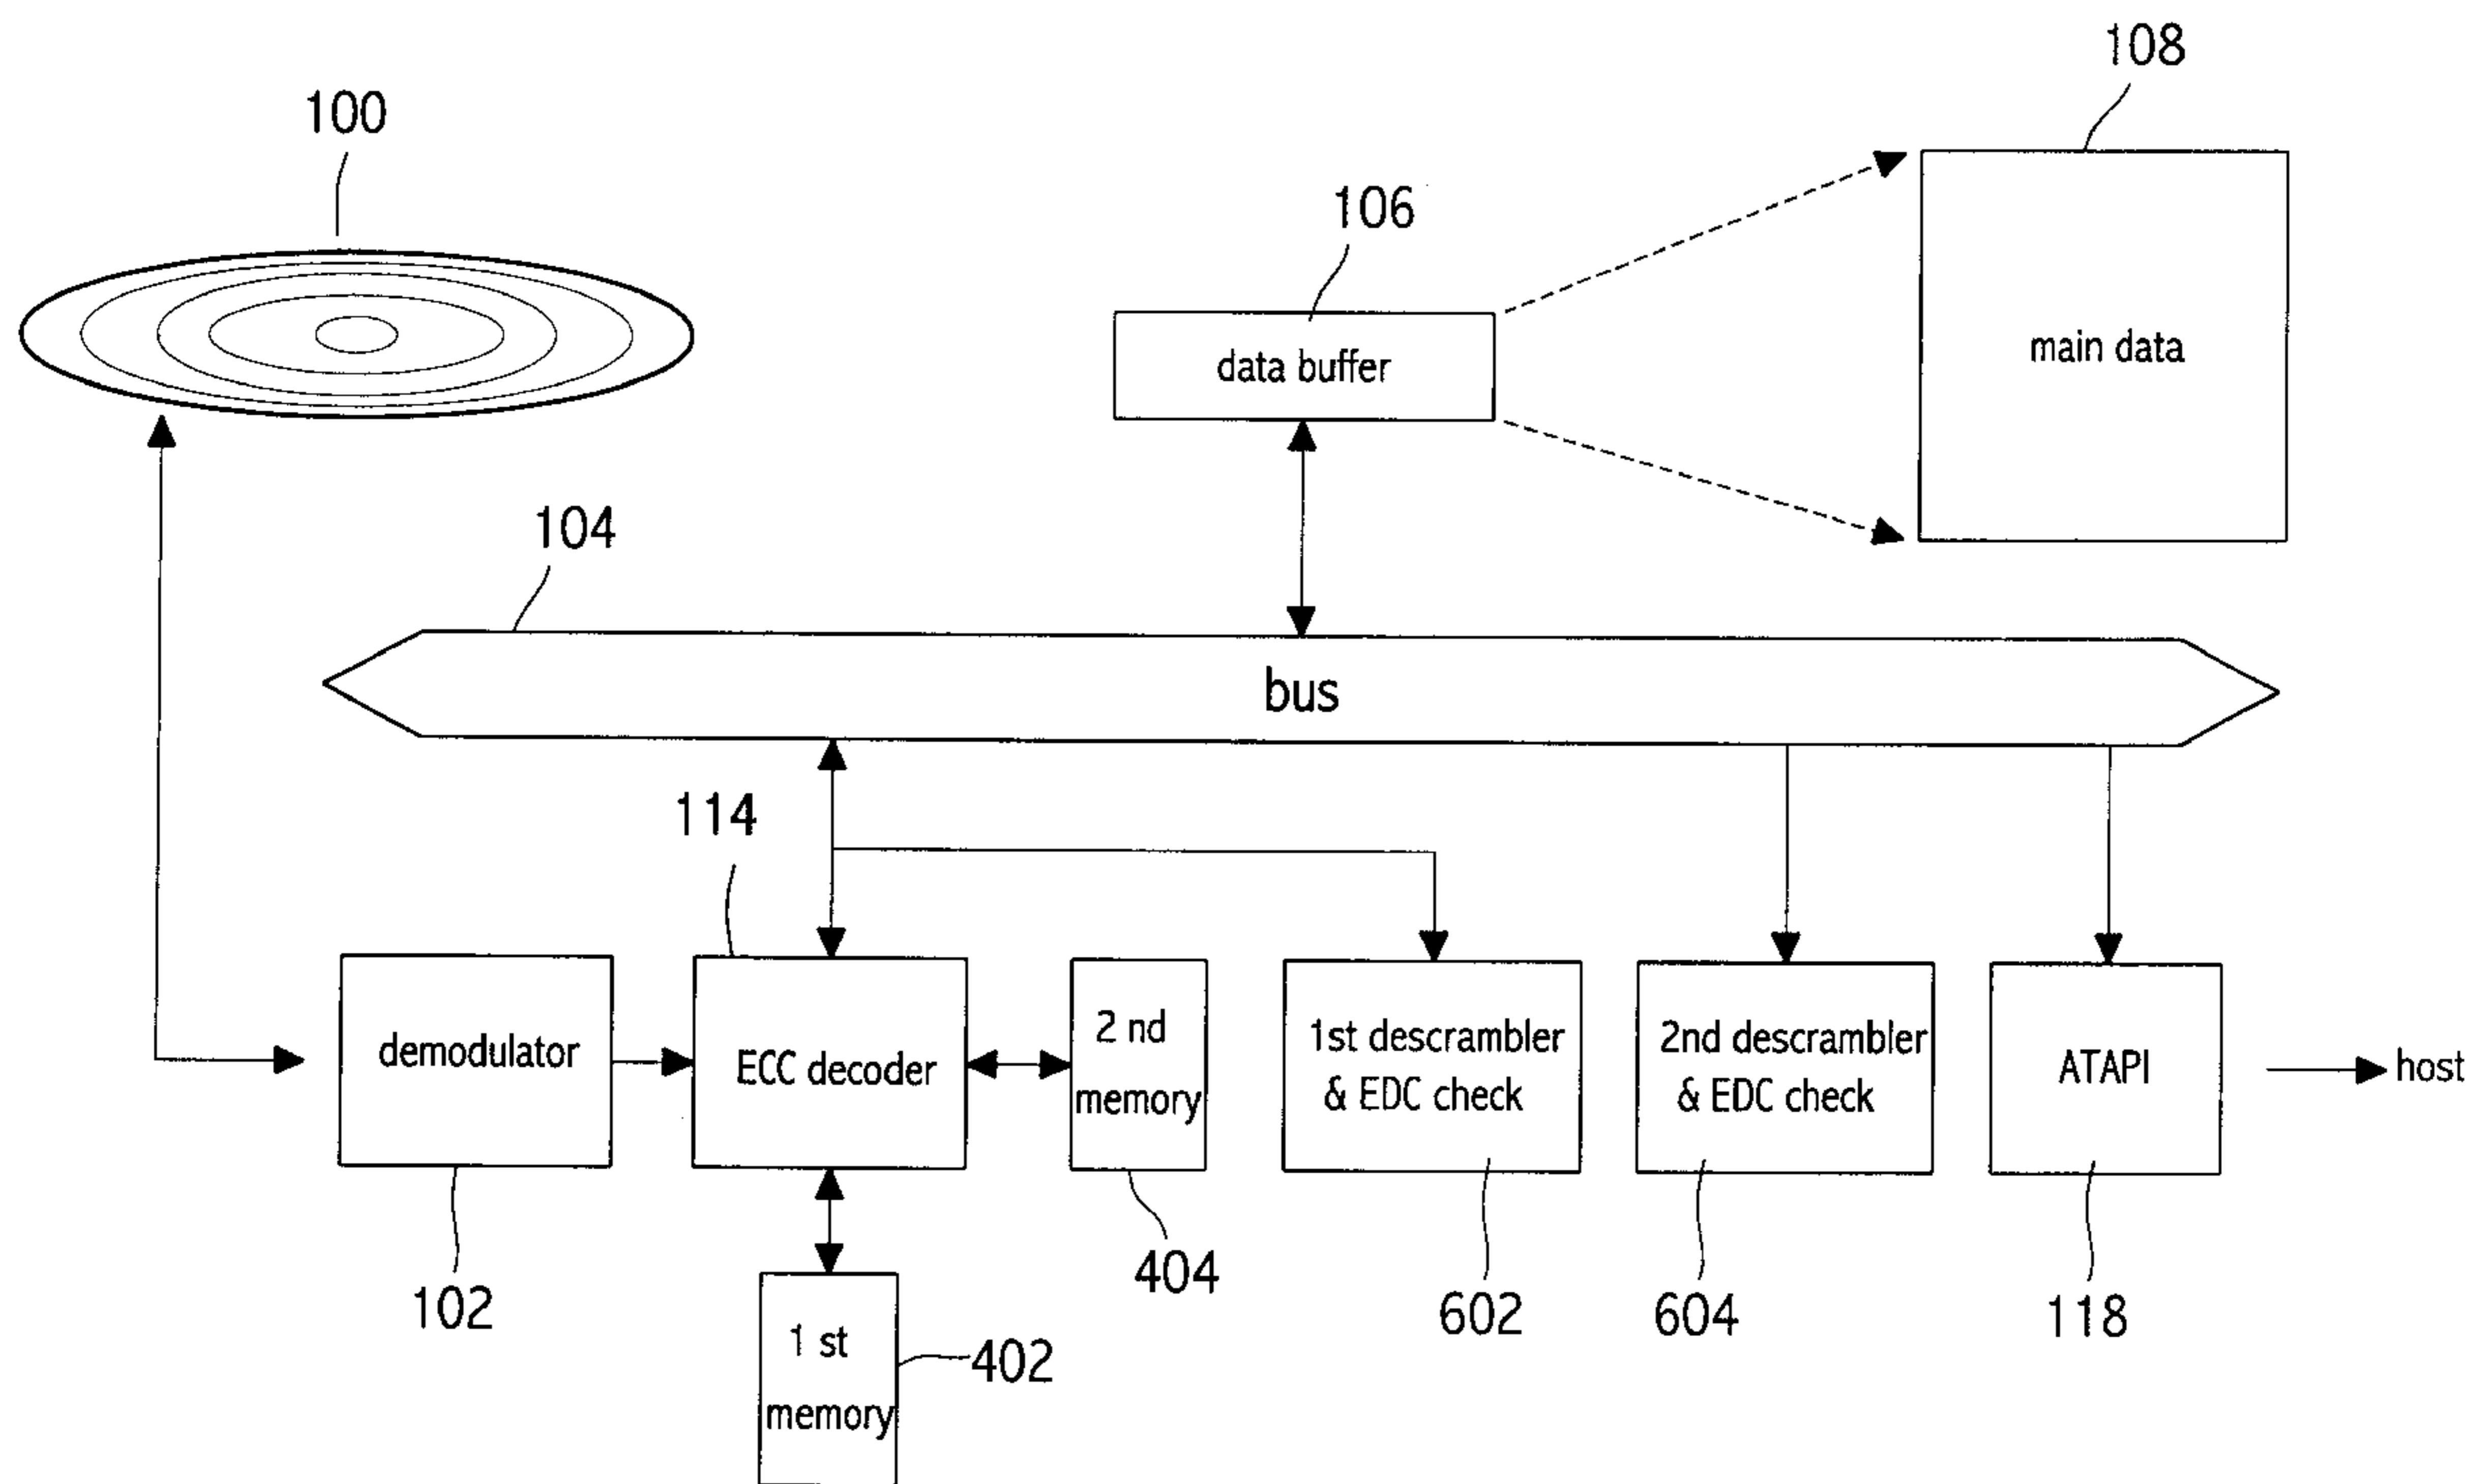 108
100
106
main data
data buffer
104
bus
114
demodulator
ECC decoder
2 nd
memory
1st descrambler
& EDC check
2nd descrambler
& EDC check
ATAPI
host
102
404
602
604
118
1 st
memory
402